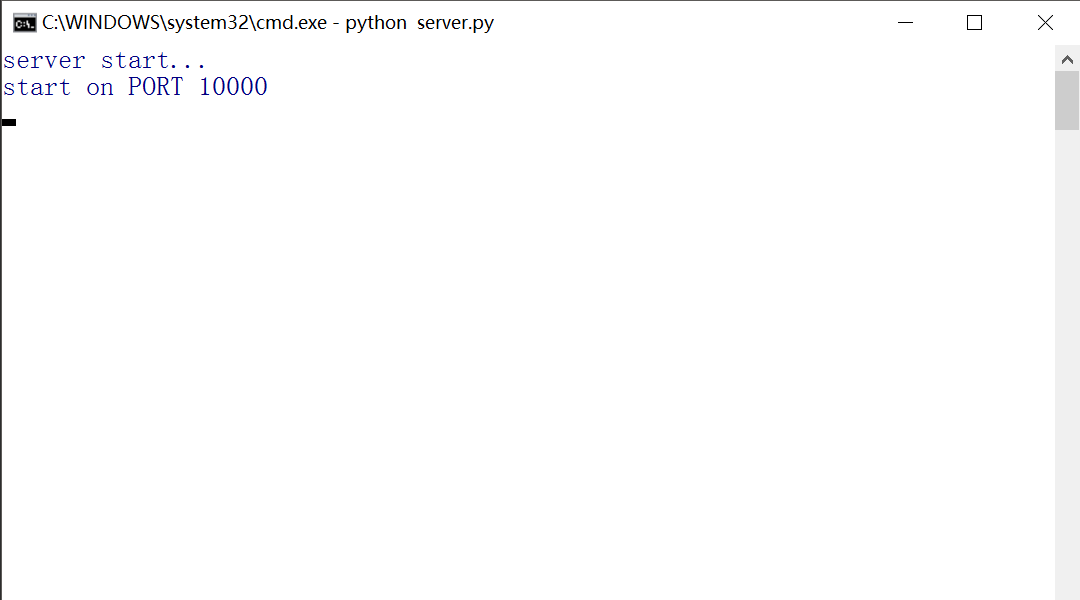 C:\WINDOWS\system32\cmd.exe - python  server.py
server start...
start on PORT 10000